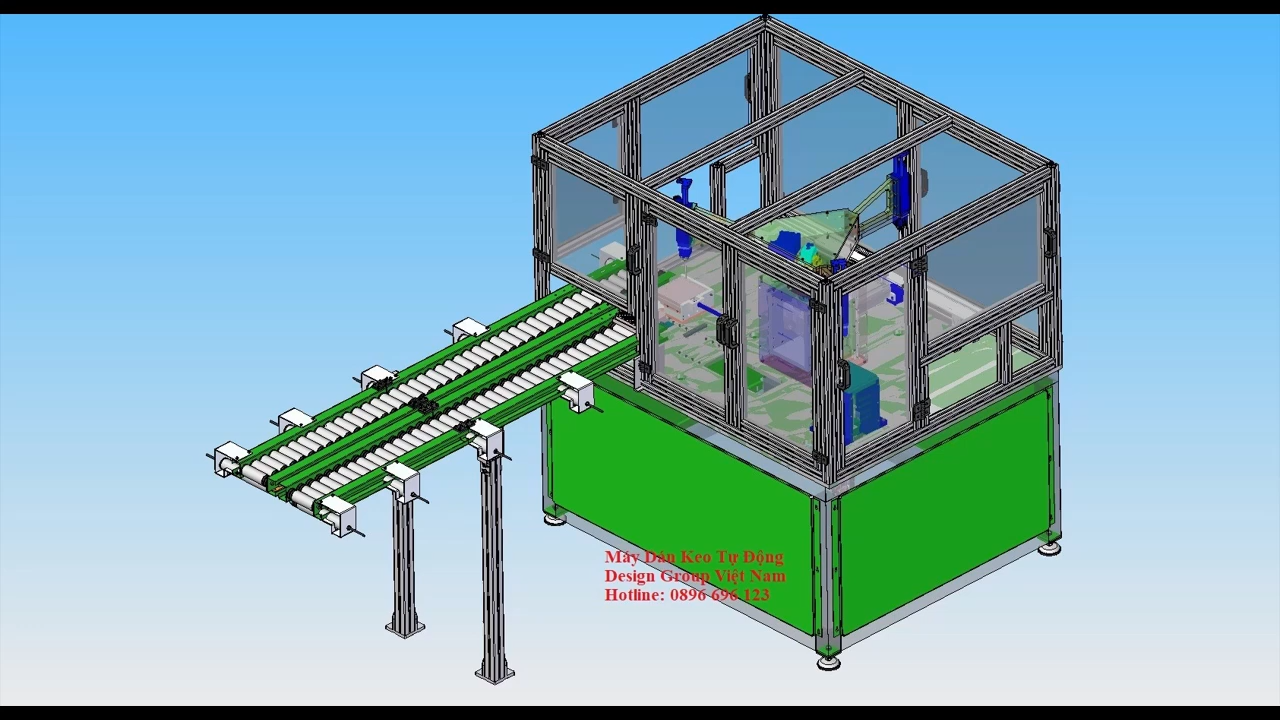 Máy Dán Keo Tự Động
Design Group Việt Nam
Hotline: 0896 696 123